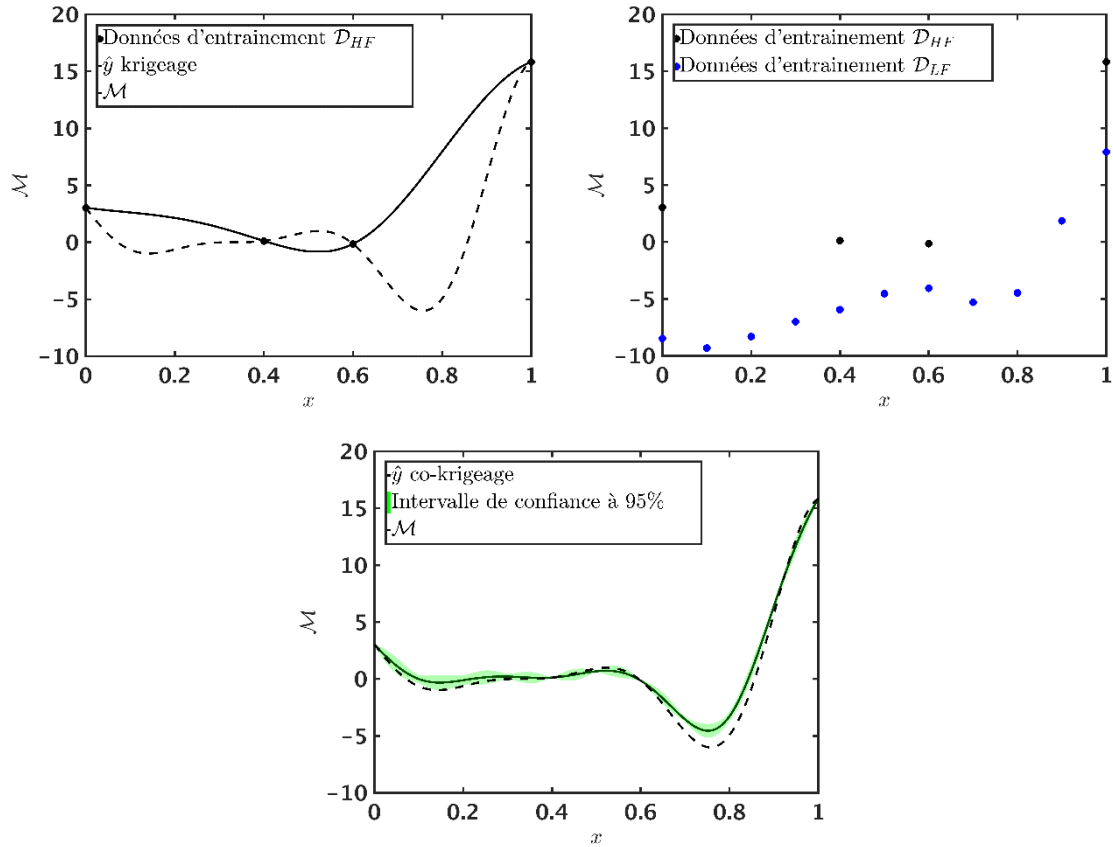 20
15
10
5
0
−5
−10
Données d'entrainement 𝒟_HF
ŷ krigeage
ℳ
ℳ
0 0.2 0.4 0.6 0.8 1
x
20
15
10
5
0
−5
−10
Données d'entrainement 𝒟_HF
Données d'entrainement 𝒟_LF
ℳ
0 0.2 0.4 0.6 0.8 1
x
20
15
10
5
0
−5
−10
ŷ co-krigeage
Intervalle de confiance à 95%
ℳ
ℳ
0 0.2 0.4 0.6 0.8 1
x